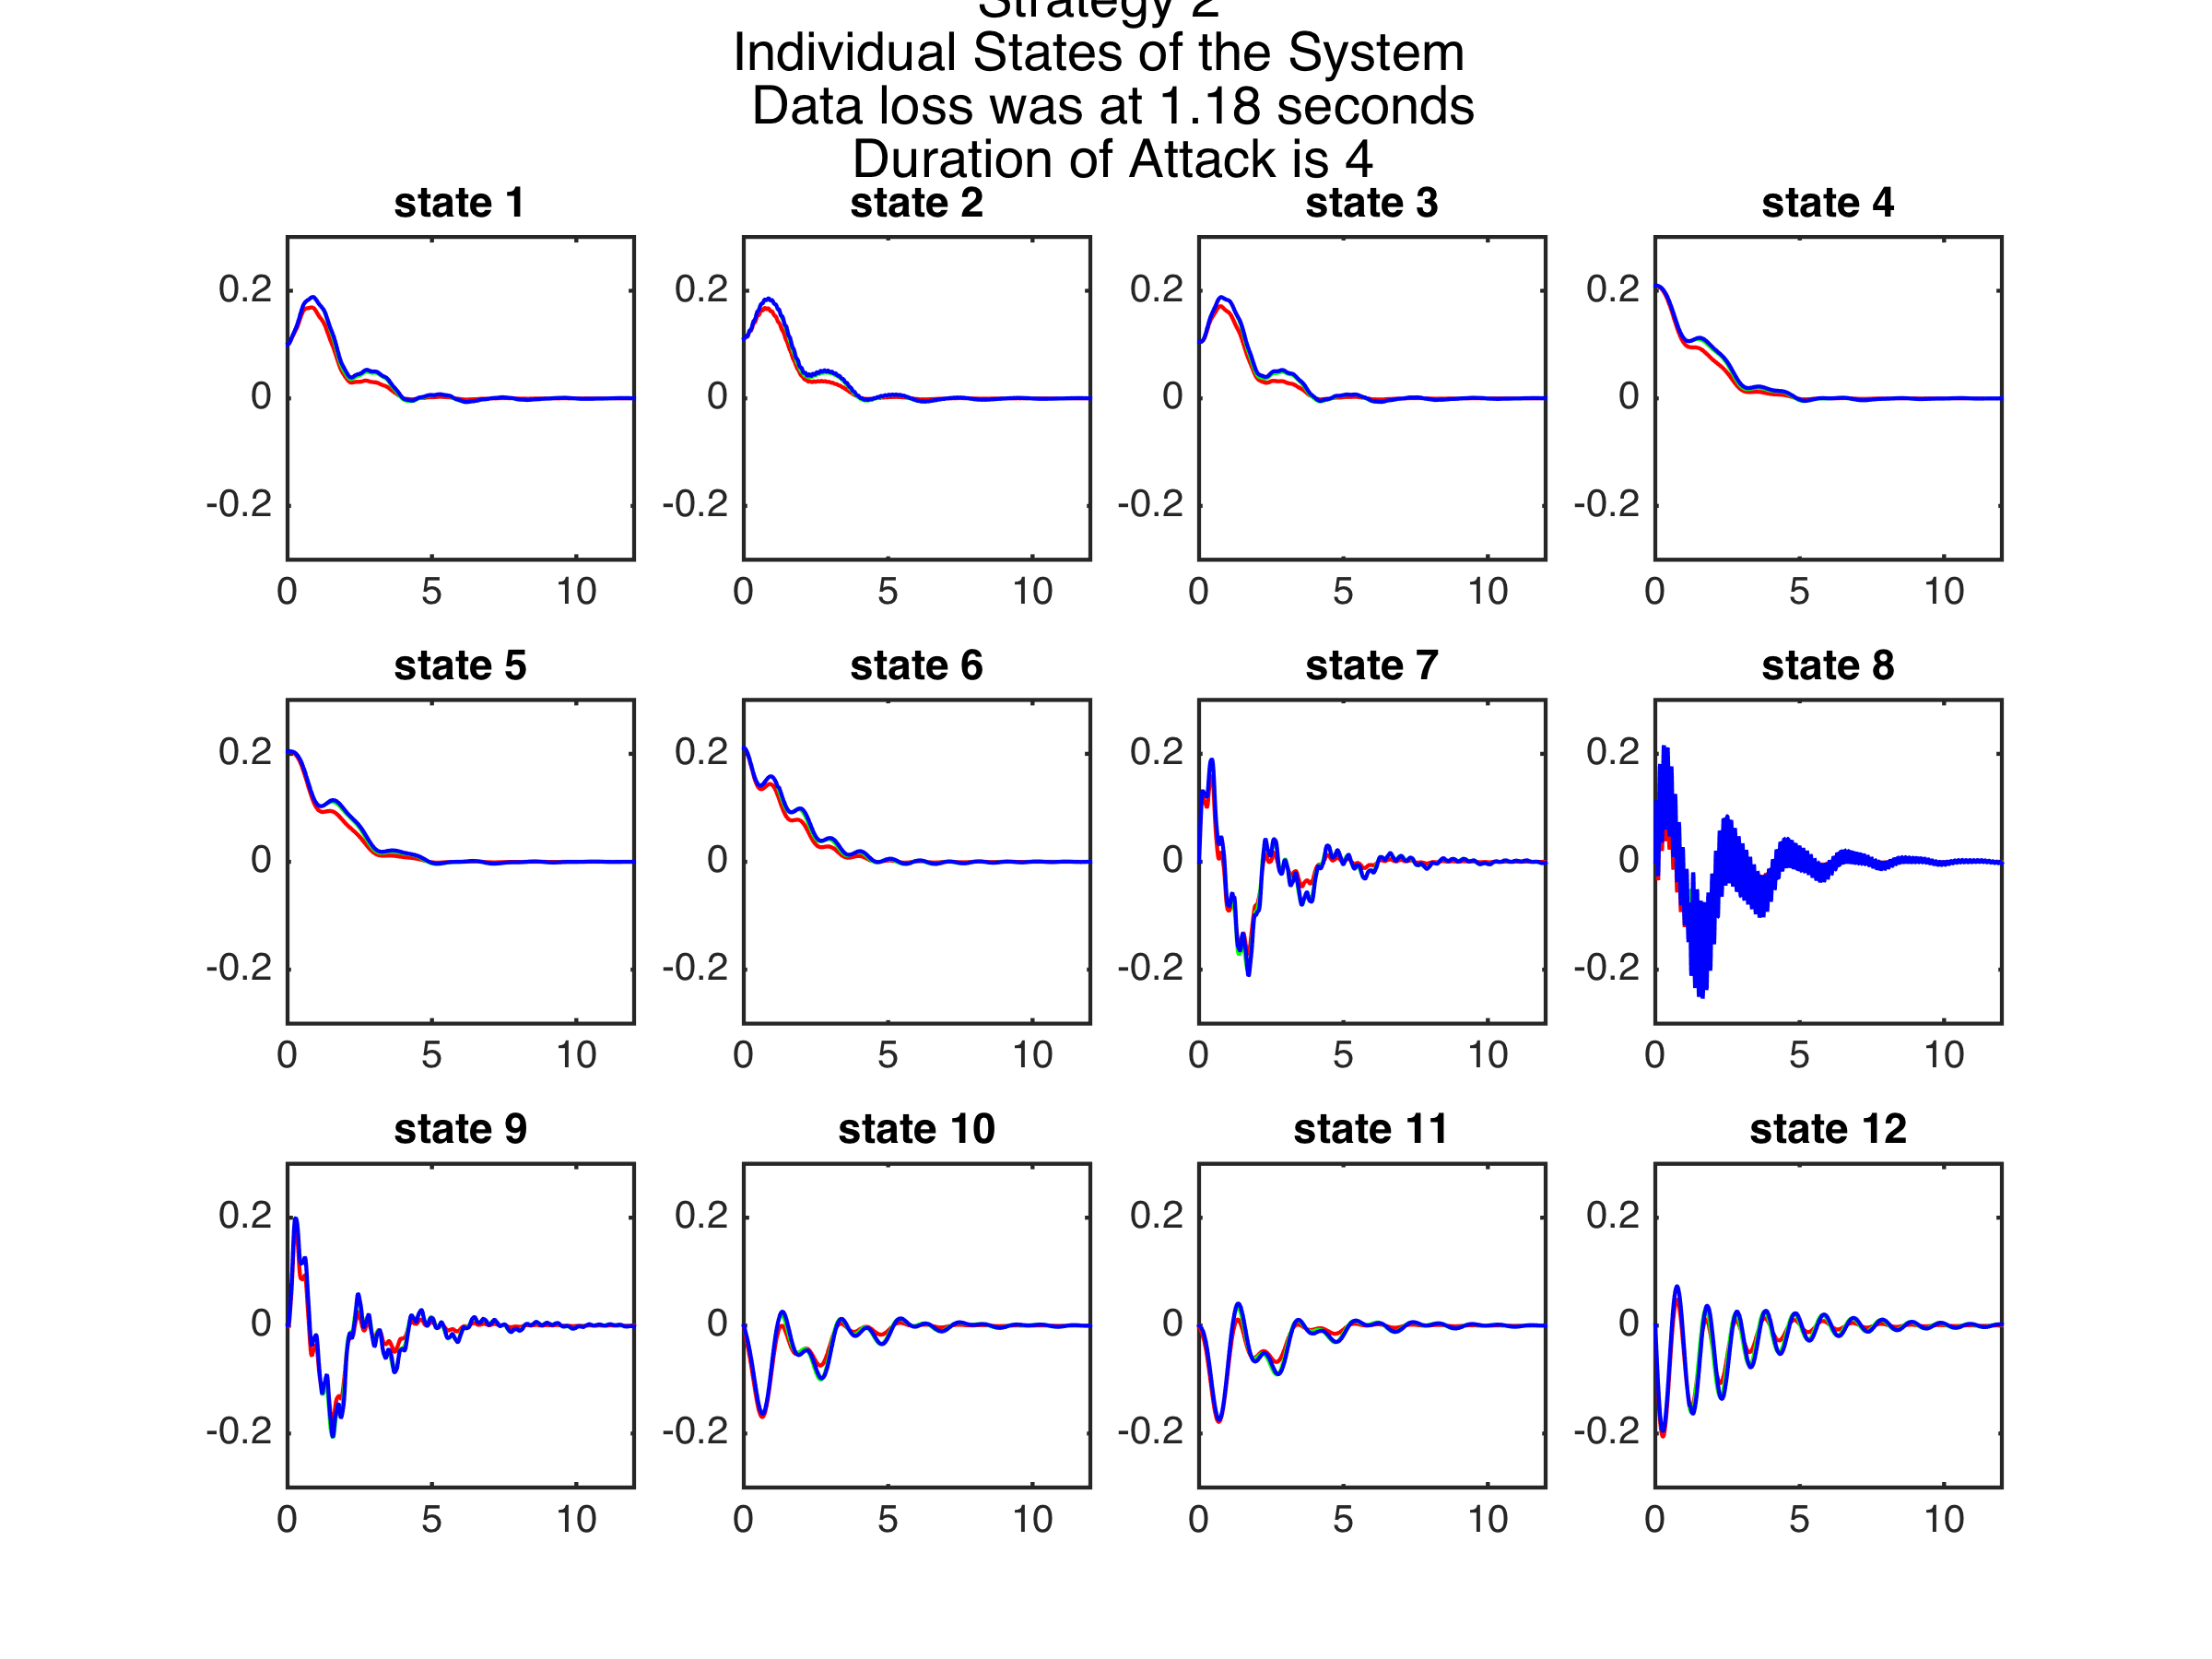 Strategy 2
Individual States of the System
Data loss was at 1.18 seconds
Duration of Attack is 4
state 1 state 2 state 3 state 4
0.2 0.2 0.2 0.2
0 0 0 0
-0.2 -0.2 -0.2 -0.2
0 5 10 0 5 10 0 5 10 0 5 10
state 5 state 6 state 7 state 8
0.2 0.2 0.2 0.2
0 0 0 0
-0.2 -0.2 -0.2 -0.2
0 5 10 0 5 10 0 5 10 0 5 10
state 9 state 10 state 11 state 12
0.2 0.2 0.2 0.2
0 0 0 0
-0.2 -0.2 -0.2 -0.2
0 5 10 0 5 10 0 5 10 0 5 10